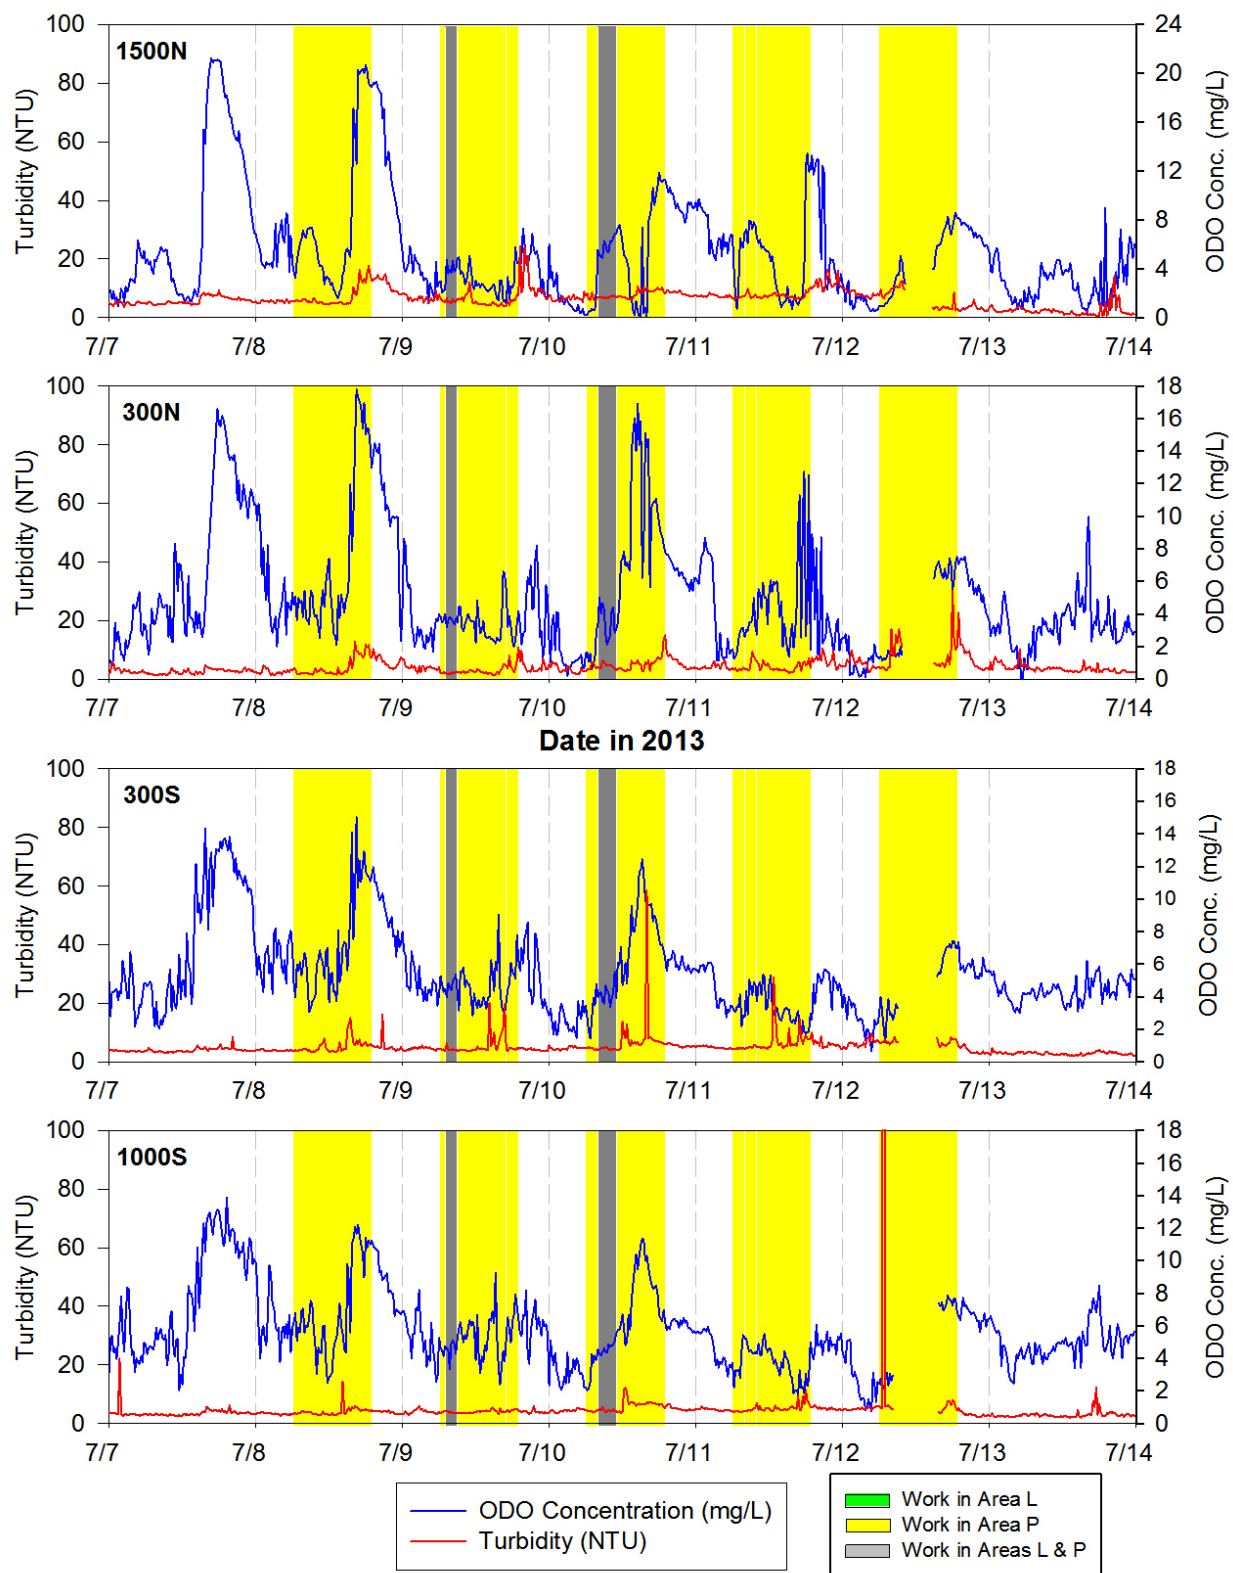 1500N
Turbidity (NTU)
100
80
60
40
20
0
24
20
16
12
8
4
0
ODO Conc. (mg/L)
7/7 7/8 7/9 7/10 7/11 7/12 7/13 7/14
300N
Turbidity (NTU)
100
80
60
40
20
0
18
16
14
12
10
8
6
4
2
0
ODO Conc. (mg/L)
7/7 7/8 7/9 7/10 7/11 7/12 7/13 7/14
Date in 2013
300S
Turbidity (NTU)
100
80
60
40
20
0
18
16
14
12
10
8
6
4
2
0
ODO Conc. (mg/L)
7/7 7/8 7/9 7/10 7/11 7/12 7/13 7/14
1000S
Turbidity (NTU)
100
80
60
40
20
0
18
16
14
12
10
8
6
4
2
0
ODO Conc. (mg/L)
7/7 7/8 7/9 7/10 7/11 7/12 7/13 7/14
ODO Concentration (mg/L)
Turbidity (NTU)
Work in Area L
Work in Area P
Work in Areas L & P